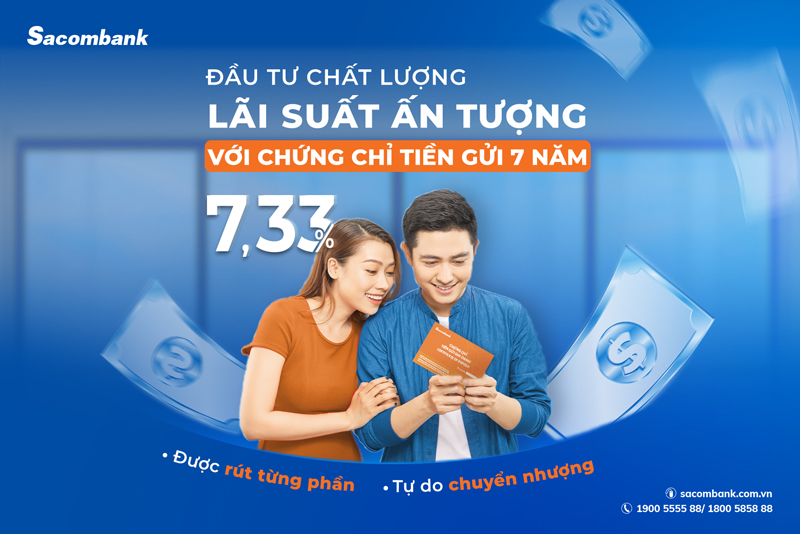 Sacombank
ĐẦU TƯ CHẤT LƯỢNG
LÃI SUẤT ẤN TƯỢNG
VỚI CHỨNG CHỈ TIỀN GỬI 7 NĂM
7,33%
Sacombank
• Được rút từng phần
• Tự do chuyển nhượng
sacombank.com.vn
1900 5555 88/ 1800 5858 88